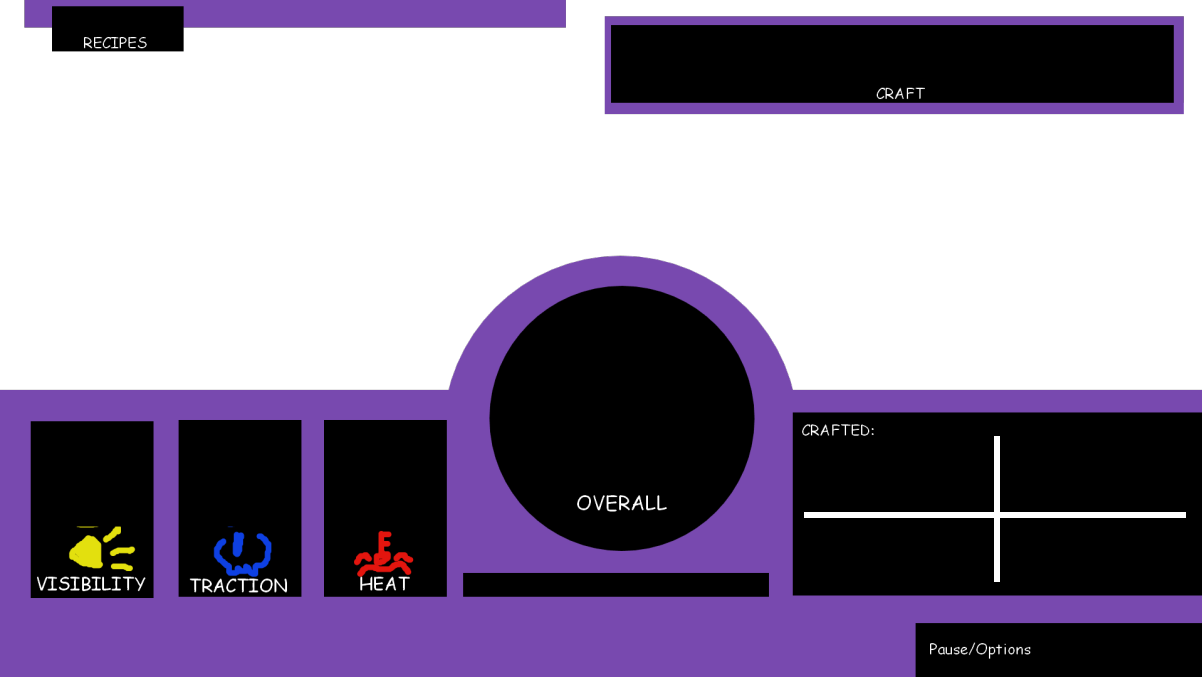 RECIPES
CRAFT
OVERALL
CRAFTED:
VISIBILITY
TRACTION
HEAT
Pause/Options